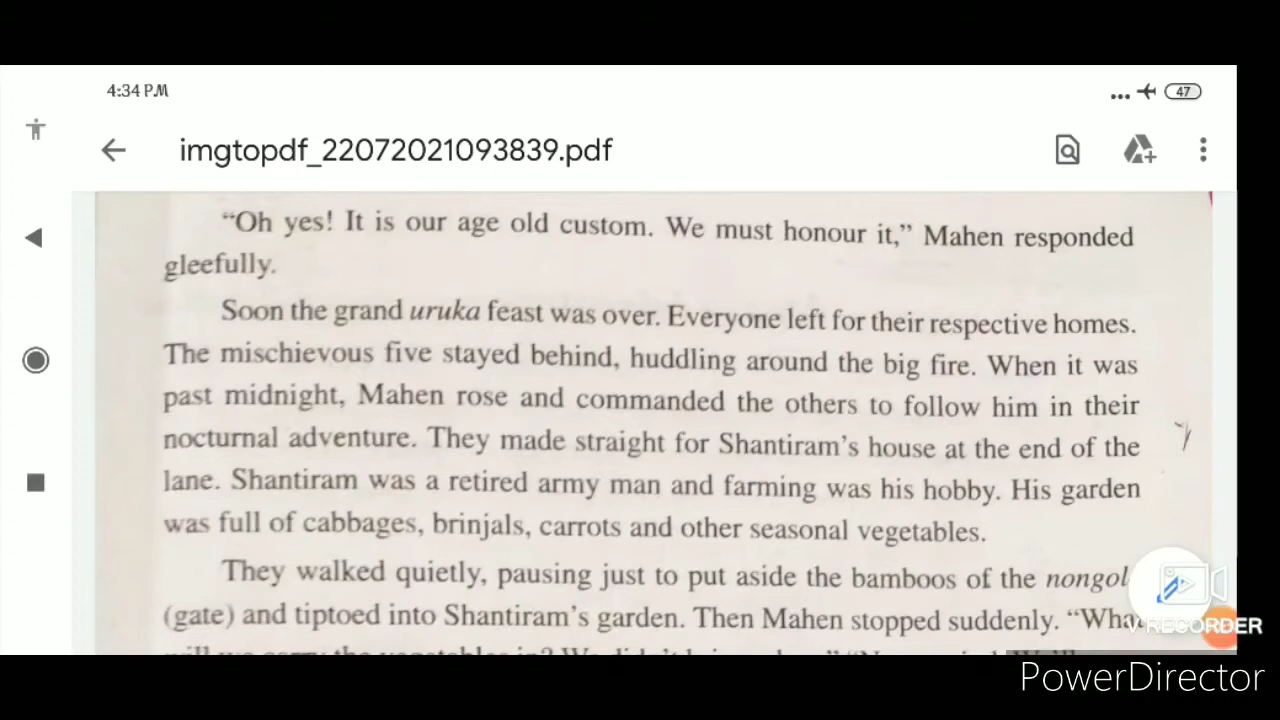 4:34 P.M
47
imgtopdf_22072021093839.pdf
“Oh yes! It is our age old custom. We must honour it,” Mahen responded
gleefully.
Soon the grand uruka feast was over. Everyone left for their respective homes.
The mischievous five stayed behind, huddling around the big fire. When it was
past midnight, Mahen rose and commanded the others to follow him in their
nocturnal adventure. They made straight for Shantiram’s house at the end of the
lane. Shantiram was a retired army man and farming was his hobby. His garden
was full of cabbages, brinjals, carrots and other seasonal vegetables.
They walked quietly, pausing just to put aside the bamboos of the nongol
(gate) and tiptoed into Shantiram’s garden. Then Mahen stopped suddenly. “What
V RECORDER
PowerDirector